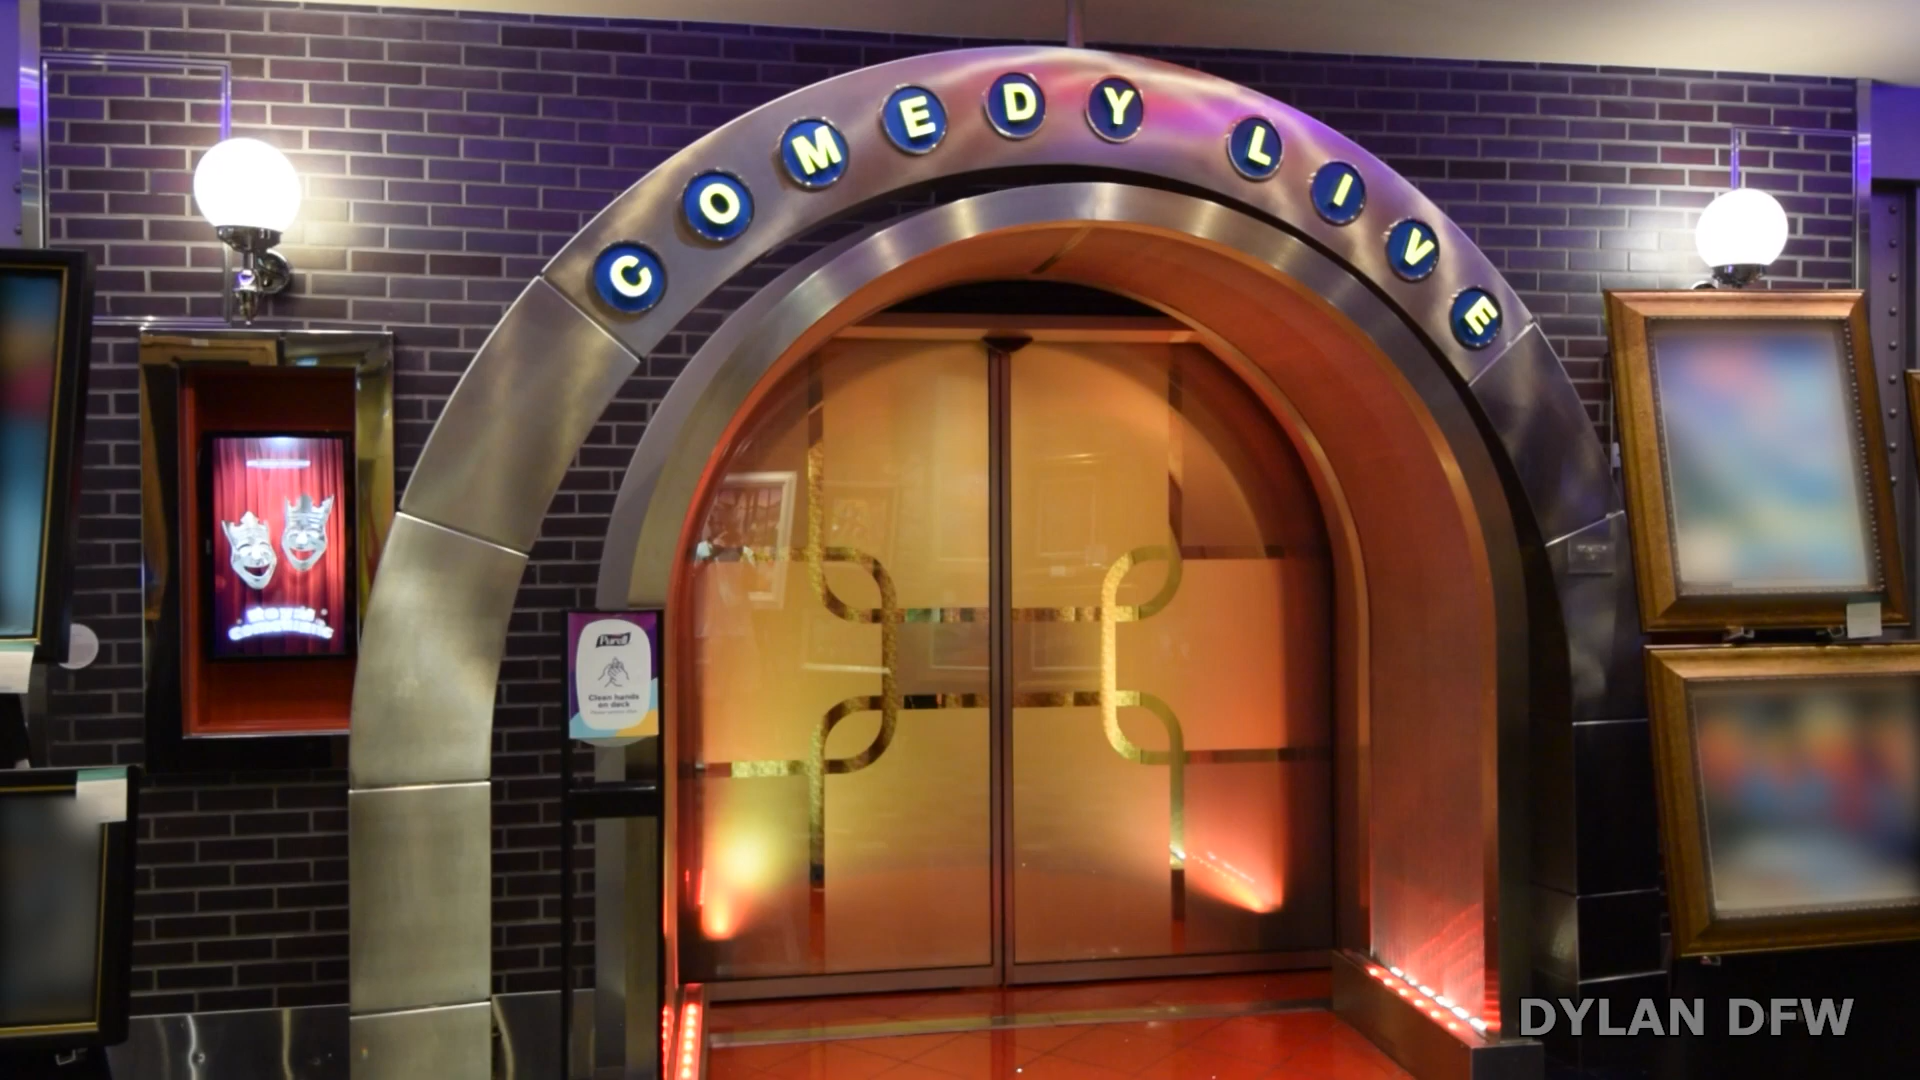 COMEDY LIVE
Purell
Clean hands
on deck
DYLAN DFW